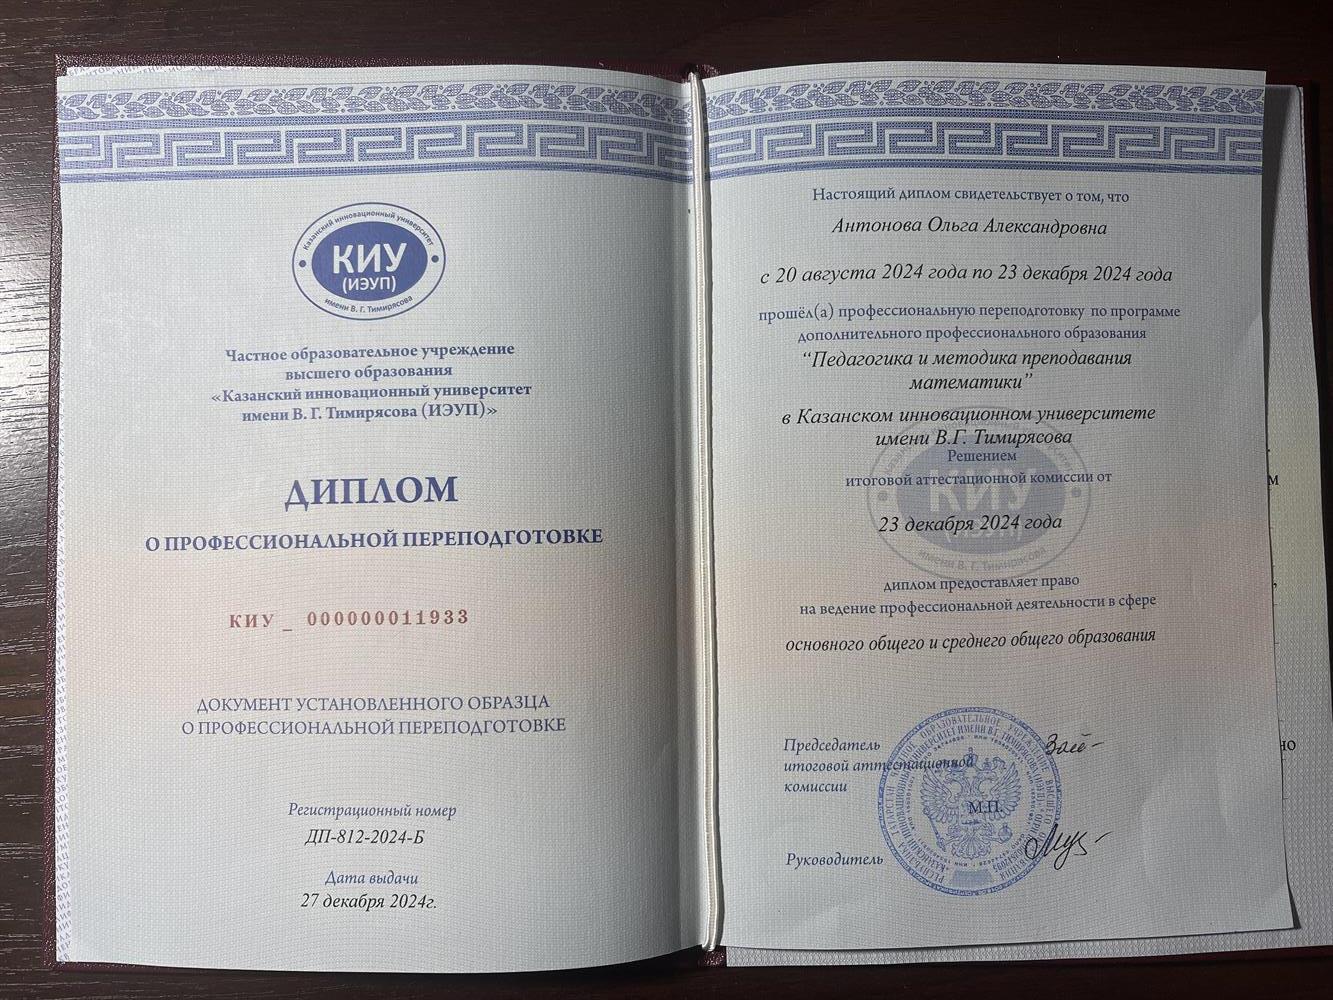 Казанский инновационный университет
КИУ
(ИЭУП)
имени В. Г. Тимирясова
Частное образовательное учреждение
высшего образования
«Казанский инновационный университет
имени В. Г. Тимирясова (ИЭУП)»
ДИПЛОМ
О ПРОФЕССИОНАЛЬНОЙ ПЕРЕПОДГОТОВКЕ
КИУ _ 000000011933
ДОКУМЕНТ УСТАНОВЛЕННОГО ОБРАЗЦА
О ПРОФЕССИОНАЛЬНОЙ ПЕРЕПОДГОТОВКЕ
Регистрационный номер
ДП-812-2024-Б
Дата выдачи
27 декабря 2024г.
Настоящий диплом свидетельствует о том, что
Антонова Ольга Александровна
с 20 августа 2024 года по 23 декабря 2024 года
прошёл(а) профессиональную переподготовку по программе
дополнительного профессионального образования
“Педагогика и методика преподавания
математики”
в Казанском инновационном университете
имени В.Г. Тимирясова
Решением
итоговой аттестационной комиссии от
23 декабря 2024 года
КИУ
(ИЭУП)
имени В. Г. Тимирясова
диплом предоставляет право
на ведение профессиональной деятельности в сфере
основного общего и среднего общего образования
Председатель
итоговой аттестационной
комиссии
М.П.
Руководитель